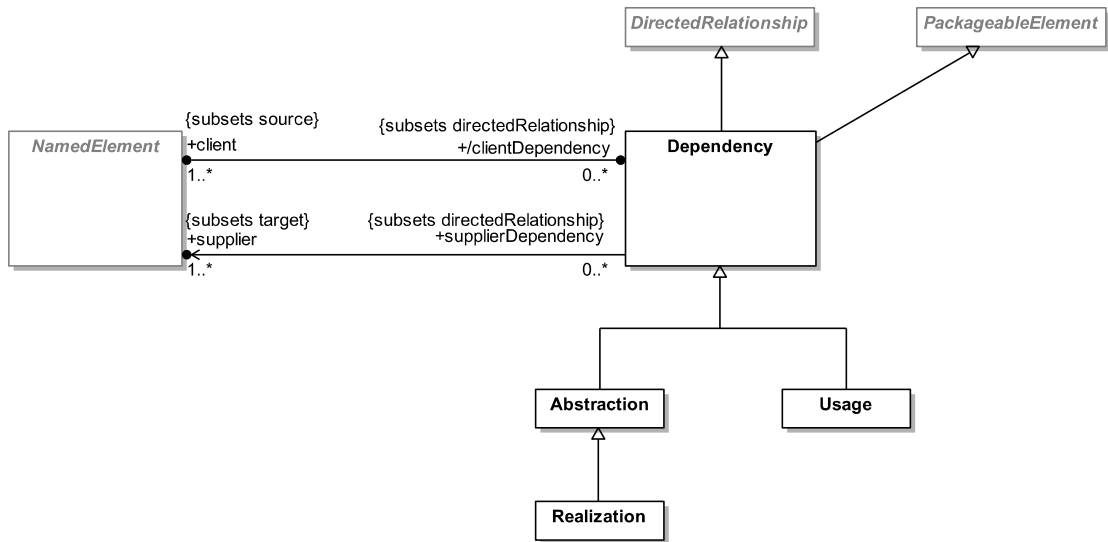 DirectedRelationship
PackageableElement
{subsets source}
{subsets directedRelationship}
NamedElement
+client
+/clientDependency
Dependency
1..*
0..*
{subsets target}
{subsets directedRelationship}
+supplier
+supplierDependency
1..*
0..*
Abstraction
Usage
Realization